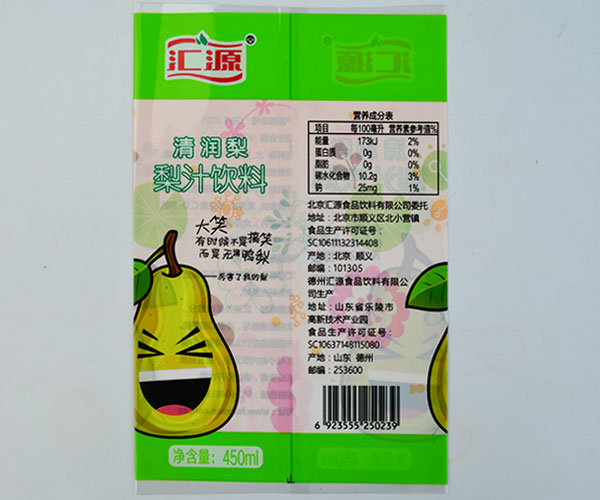 汇源®
清润梨
梨汁饮料
大笑
有时候不是搞笑
而是无滴鸭梨
——厉害了我的梨
净含量：450ml
营养成分表
项目 每100毫升 营养素参考值%
能量 173kJ 2%
蛋白质 0g 0%
脂肪 0g 0%
碳水化合物 10.2g 3%
钠 25mg 1%
北京汇源食品饮料有限公司委托
地址：北京市顺义区北小营镇
食品生产许可证号：
SC10611132314408
产地：北京 顺义
邮编：101305
德州汇源食品饮料有限公
司生产
地址：山东省乐陵市
高新技术产业园
食品生产许可证号：
SC10637148115080
产地：山东 德州
邮编：253600
6 923555 250239